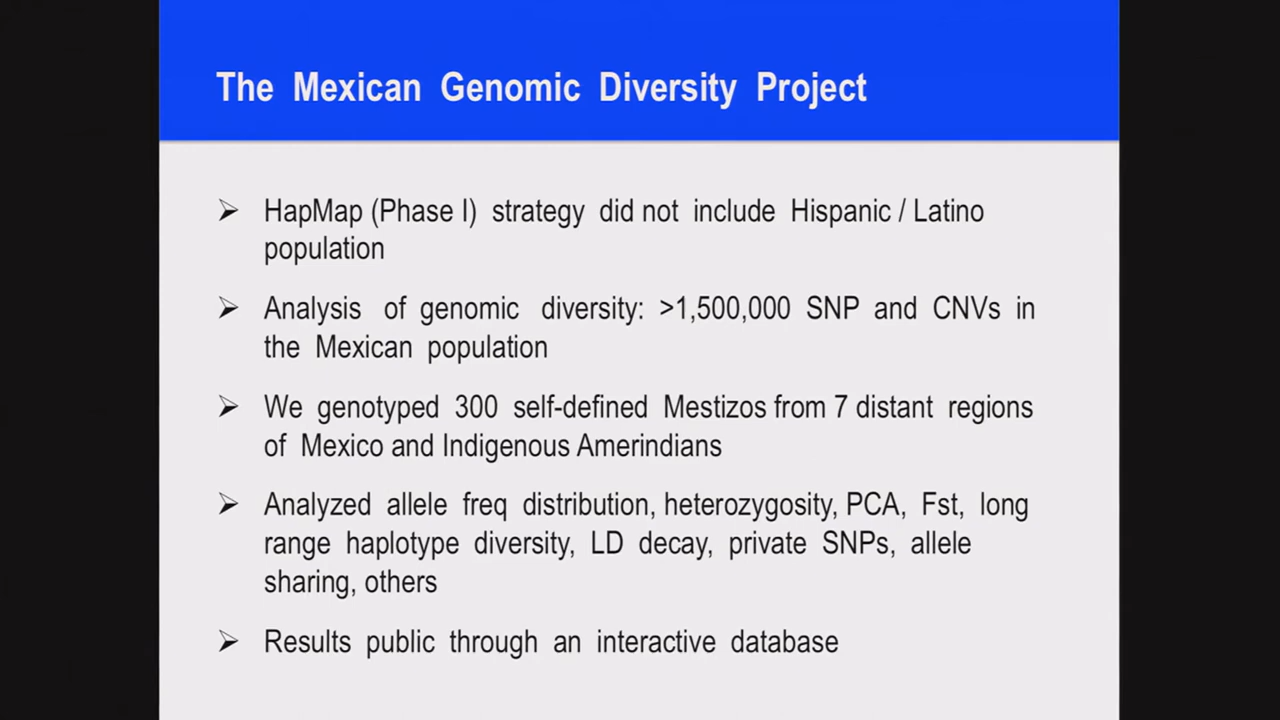 The Mexican Genomic Diversity Project
HapMap (Phase I) strategy did not include Hispanic / Latino
population
Analysis of genomic diversity: >1,500,000 SNP and CNVs in
the Mexican population
We genotyped 300 self-defined Mestizos from 7 distant regions
of Mexico and Indigenous Amerindians
Analyzed allele freq distribution, heterozygosity, PCA, Fst, long
range haplotype diversity, LD decay, private SNPs, allele
sharing, others
Results public through an interactive database